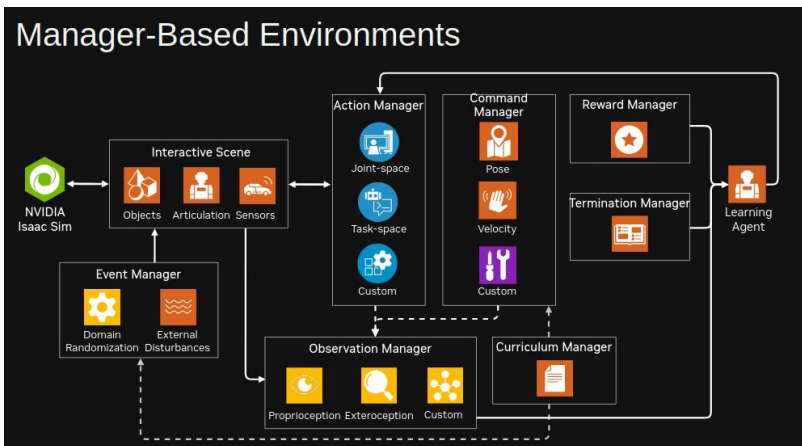 Manager-Based Environments
Action Manager
Joint-space
Task-space
Custom
Command
Manager
Pose
Velocity
Custom
Reward Manager
Termination Manager
Learning
Agent
Interactive Scene
Objects
Articulation
Sensors
NVIDIA
Isaac Sim
Event Manager
Domain
Randomization
External
Disturbances
Observation Manager
Proprioception
Exteroception
Custom
Curriculum Manager